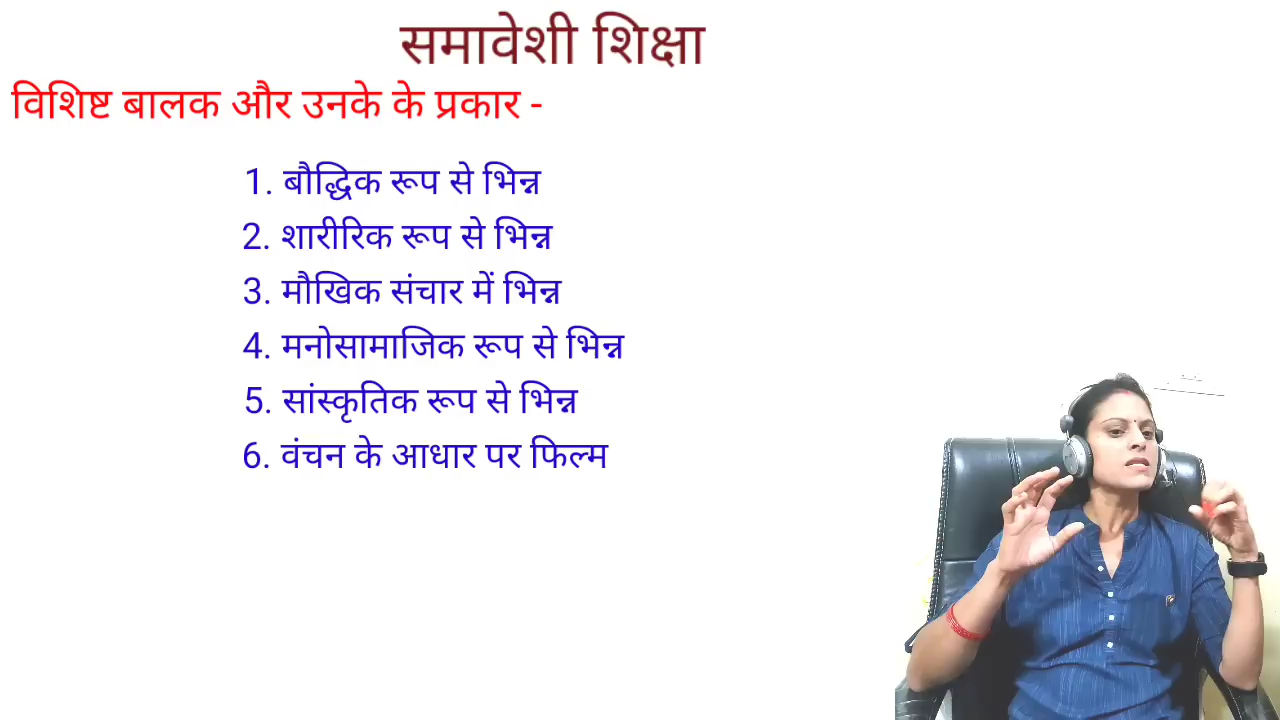 समावेशी शिक्षा
विशिष्ट बालक और उनके के प्रकार -
1. बौद्धिक रूप से भिन्न
2. शारीरिक रूप से भिन्न
3. मौखिक संचार में भिन्न
4. मनोसामाजिक रूप से भिन्न
5. सांस्कृतिक रूप से भिन्न
6. वंचन के आधार पर फिल्म